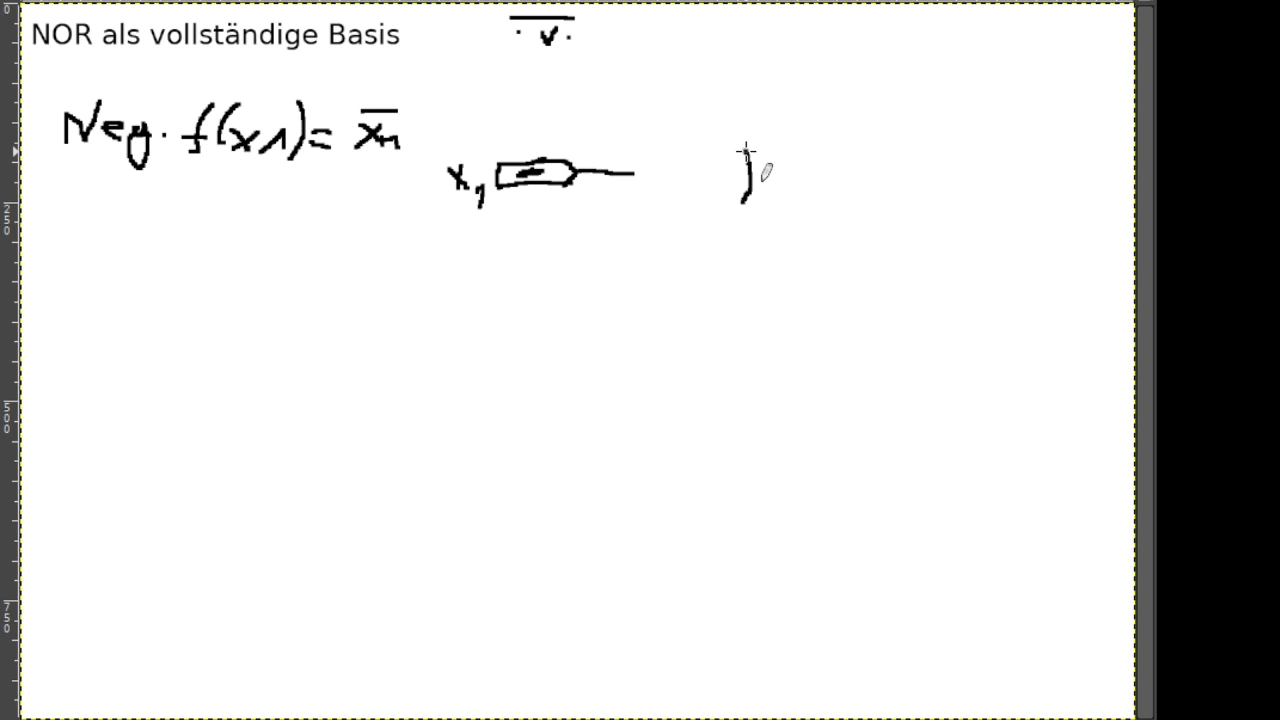 NOR als vollständige Basis
. v .
Neg. f(x1) = x̅₁
x₁